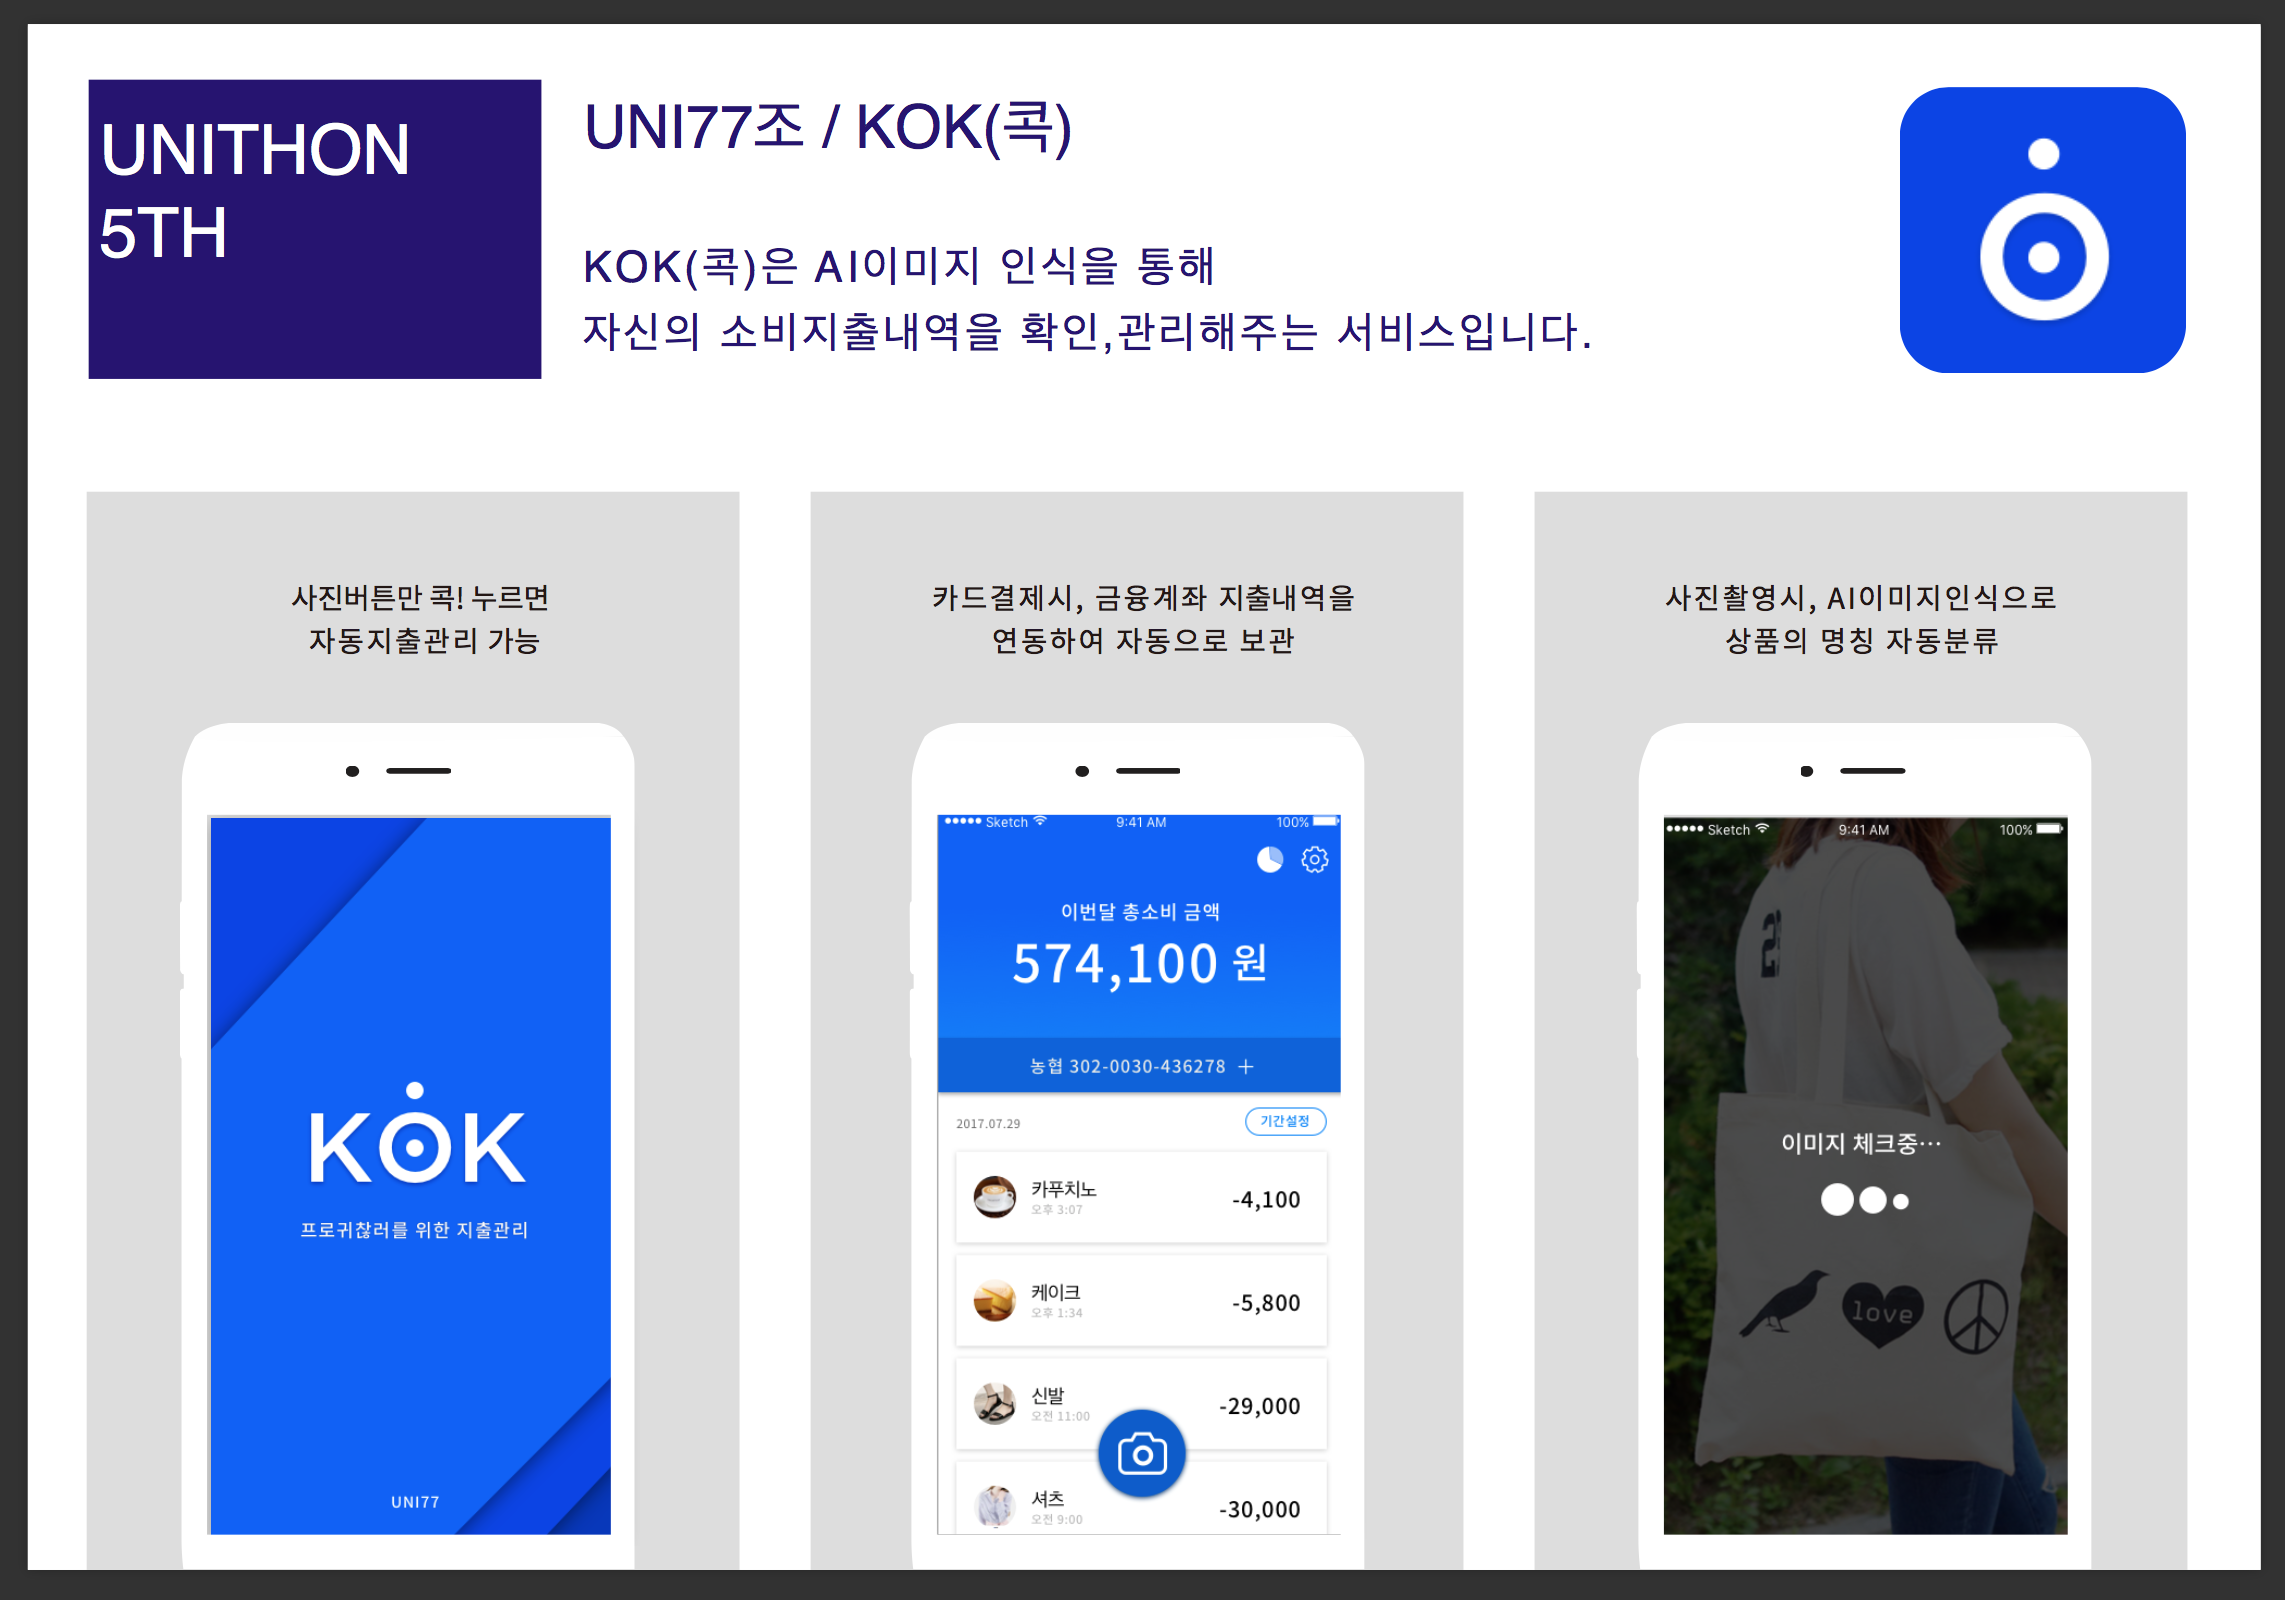 UNITHON
5TH
UNI77조 / KOK(콕)
KOK(콕)은 AI이미지 인식을 통해
자신의 소비지출내역을 확인,관리해주는 서비스입니다.
사진버튼만 콕! 누르면
자동지출관리 가능
KOK
프로귀찮러를 위한 지출관리
UNI77
카드결제시, 금융계좌 지출내역을
연동하여 자동으로 보관
Sketch 9:41 AM 100%
이번달 총소비 금액
574,100 원
농협 302-0030-436278 +
2017.07.29 기간설정
카푸치노 -4,100
오후 3:07
케이크 -5,800
오후 1:34
신발 -29,000
오전 11:00
셔츠 -30,000
오전 9:00
사진촬영시, AI이미지인식으로
상품의 명칭 자동분류
Sketch 9:41 AM 100%
이미지 체크중…
love